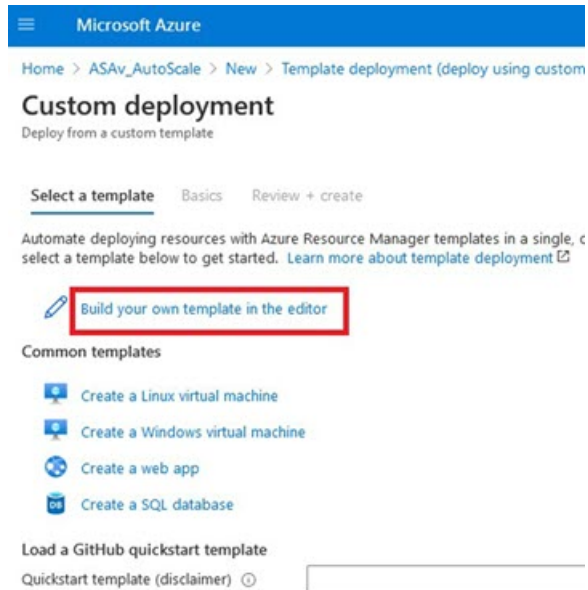 Microsoft Azure
Home > ASAv_AutoScale > New > Template deployment (deploy using custom
Custom deployment
Deploy from a custom template
Select a template Basics Review + create
Automate deploying resources with Azure Resource Manager templates in a single,
select a template below to get started. Learn more about template deployment
Build your own template in the editor
Common templates
Create a Linux virtual machine
Create a Windows virtual machine
Create a web app
DB Create a SQL database
Load a GitHub quickstart template
Quickstart template (disclaimer)